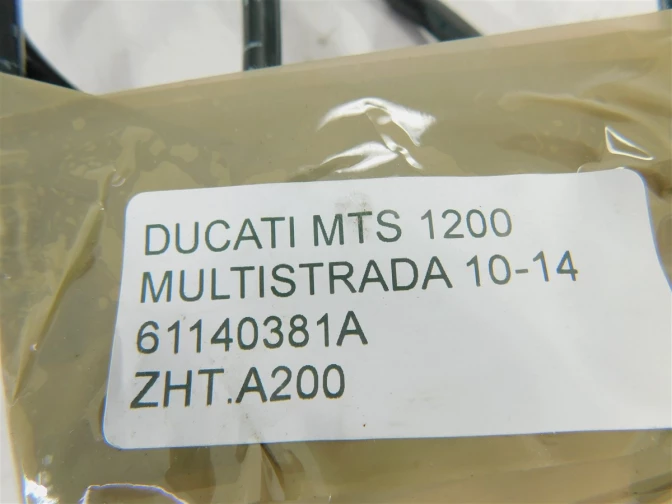 DUCATI MTS 1200
MULTISTRADA 10-14
61140381A
ZHT.A200